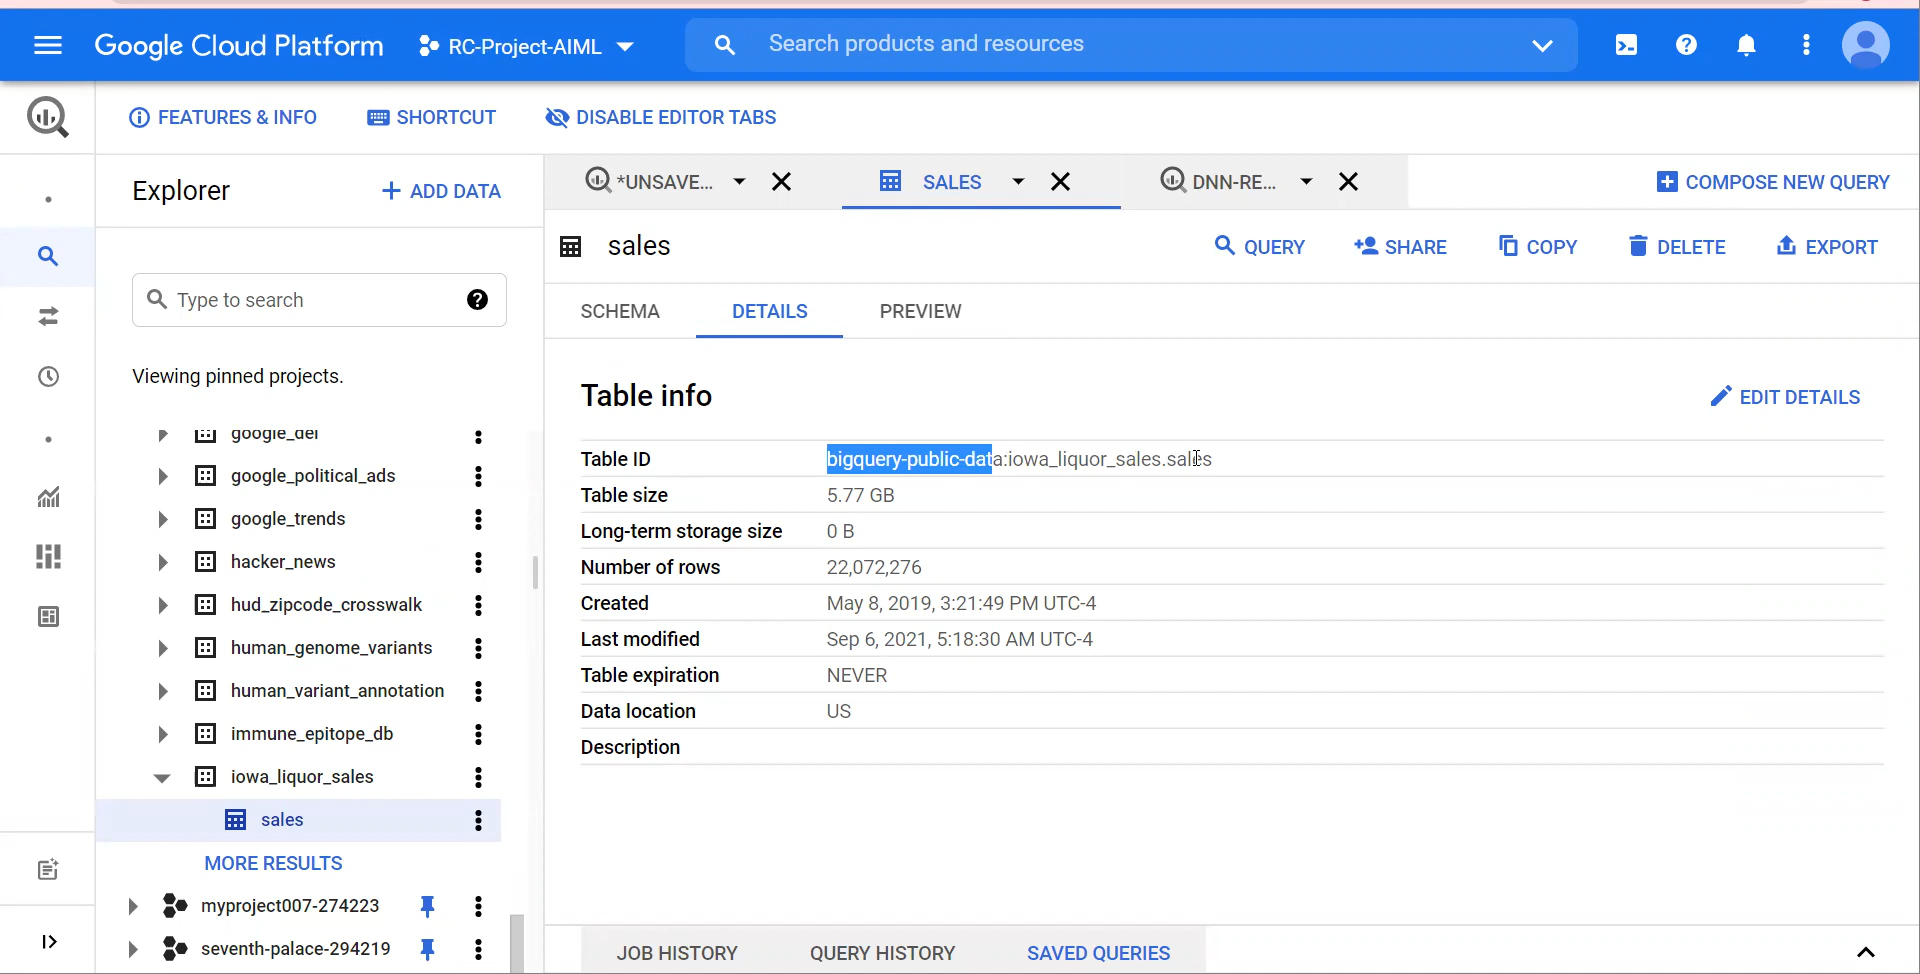 Google Cloud Platform
RC-Project-AIML
Search products and resources
FEATURES & INFO
SHORTCUT
DISABLE EDITOR TABS
Explorer
ADD DATA
*UNSAVE...
SALES
DNN-RE...
COMPOSE NEW QUERY
sales
QUERY
SHARE
COPY
DELETE
EXPORT
Type to search
SCHEMA
DETAILS
PREVIEW
Viewing pinned projects.
google_dei
google_political_ads
google_trends
hacker_news
hud_zipcode_crosswalk
human_genome_variants
human_variant_annotation
immune_epitope_db
iowa_liquor_sales
sales
MORE RESULTS
myproject007-274223
seventh-palace-294219
Table info
EDIT DETAILS
Table ID bigquery-public-data:iowa_liquor_sales.sales
Table size 5.77 GB
Long-term storage size 0 B
Number of rows 22,072,276
Created May 8, 2019, 3:21:49 PM UTC-4
Last modified Sep 6, 2021, 5:18:30 AM UTC-4
Table expiration NEVER
Data location US
Description
JOB HISTORY
QUERY HISTORY
SAVED QUERIES